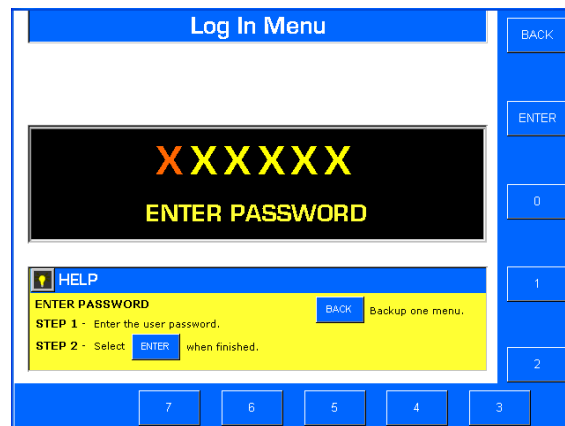 Log In Menu
BACK
ENTER
XXXXXX
ENTER PASSWORD
0
HELP
1
ENTER PASSWORD
BACK Backup one menu.
STEP 1 - Enter the user password.
STEP 2 - Select ENTER when finished.
2
7 6 5 4 3